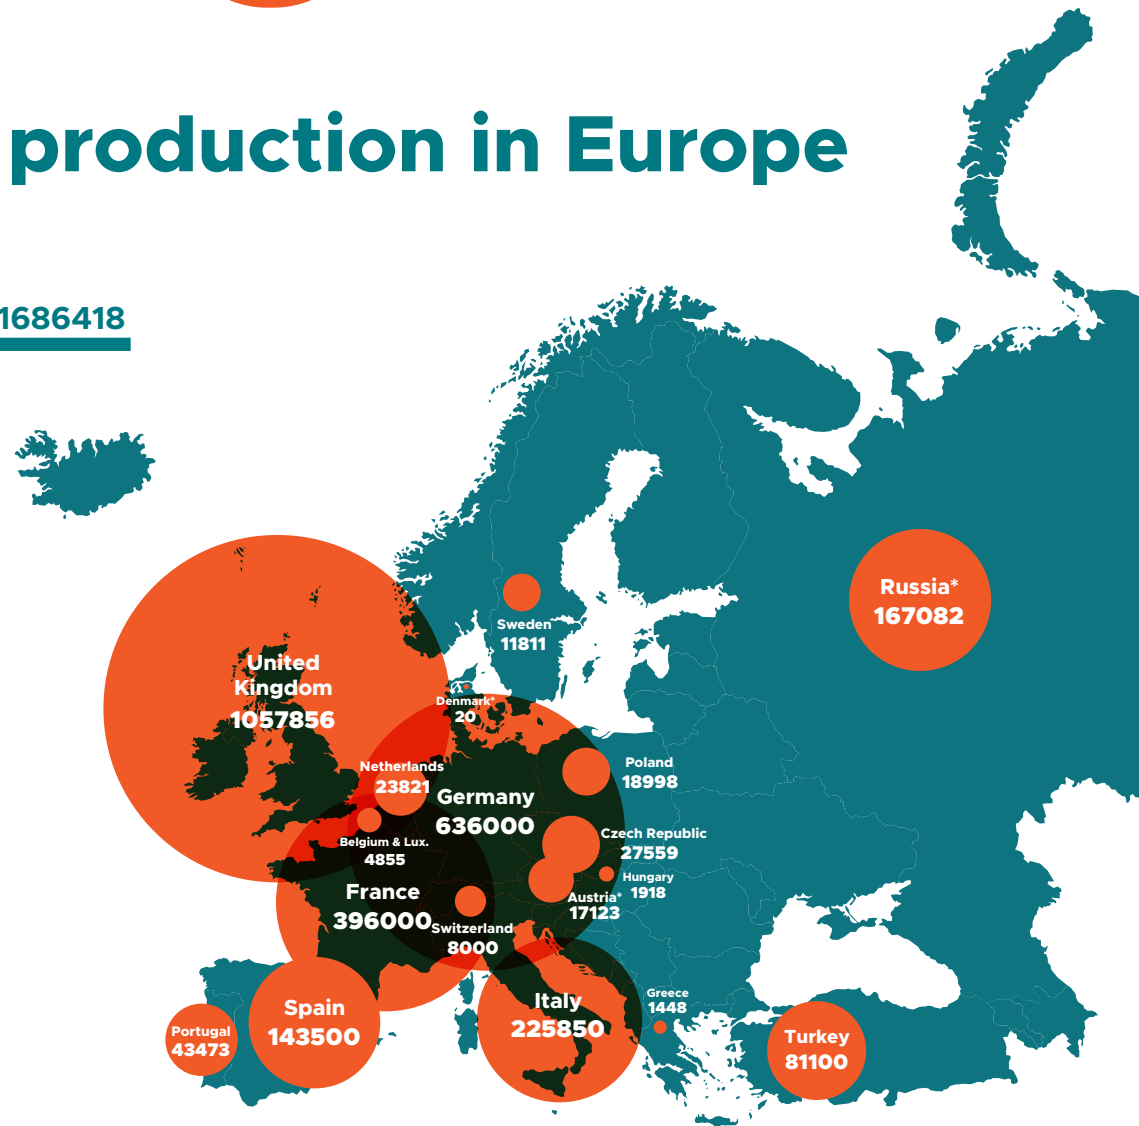 production in Europe
1686418
Russia*
167082
Sweden
11811
United
Kingdom
1057856
Denmark*
20
Netherlands
23821
Poland
18998
Germany
636000
Czech Republic
27559
Belgium & Lux.
4855
Hungary
1918
France
396000
Austria*
17123
Switzerland
8000
Greece
1448
Italy
225850
Spain
143500
Portugal
43473
Turkey
81100